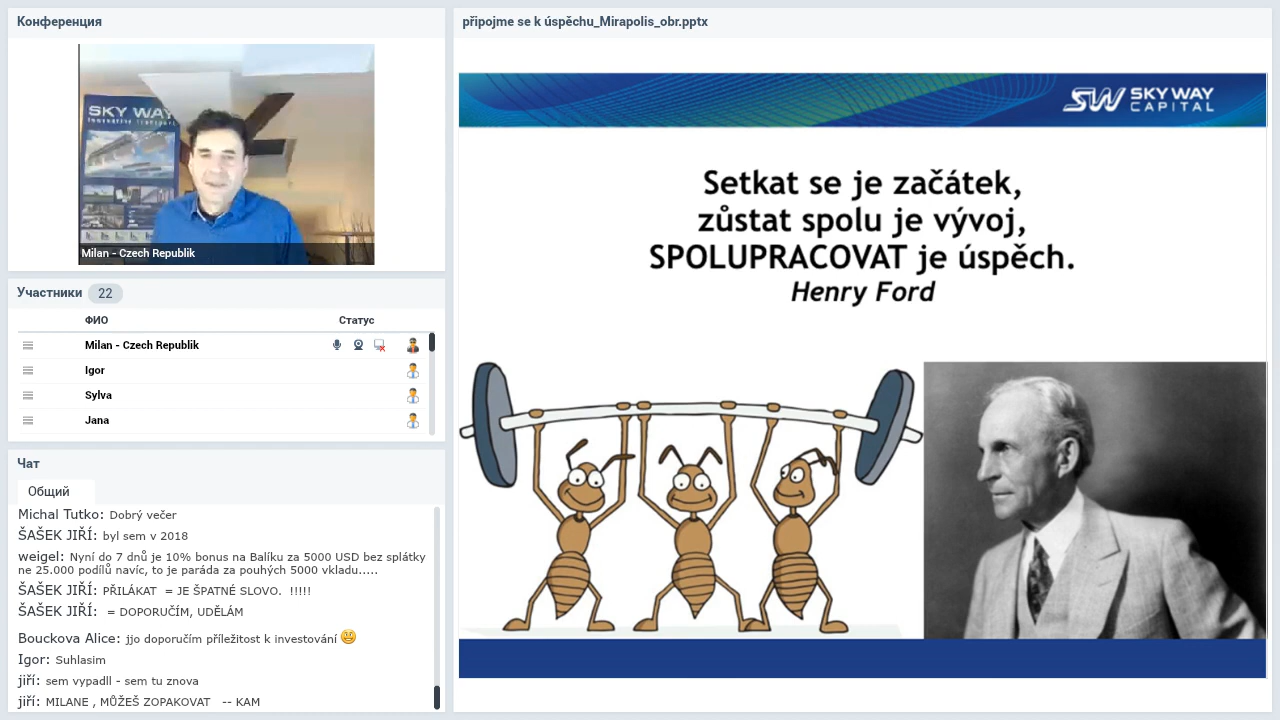 Конференция
SKY WAY
Milan - Czech Republik
Участники 22
ФИО Статус
Milan - Czech Republik
Igor
Sylva
Jana
Чат
Общий
Michal Tutko: Dobrý večer
ŠAŠEK JIŘÍ: byl sem v 2018
weigel: Nyní do 7 dnů je 10% bonus na Balíku za 5000 USD bez splátky
ne 25.000 podílů navíc, to je paráda za pouhých 5000 vkladu.....
ŠAŠEK JIŘÍ: PŘILÁKAT = JE ŠPATNÉ SLOVO. !!!!!
ŠAŠEK JIŘÍ: = DOPORUČÍM, UDĚLÁM
Bouckova Alice: jjo doporučím příležitost k investování
Igor: Suhlasim
jiří: sem vypadll - sem tu znova
jiří: MILANE , MŮŽEŠ ZOPAKOVAT -- KAM
připojme se k úspěchu_Mirapolis_obr.pptx
SW SKY WAY
CAPITAL
Setkat se je začátek,
zůstat spolu je vývoj,
SPOLUPRACOVAT je úspěch.
Henry Ford